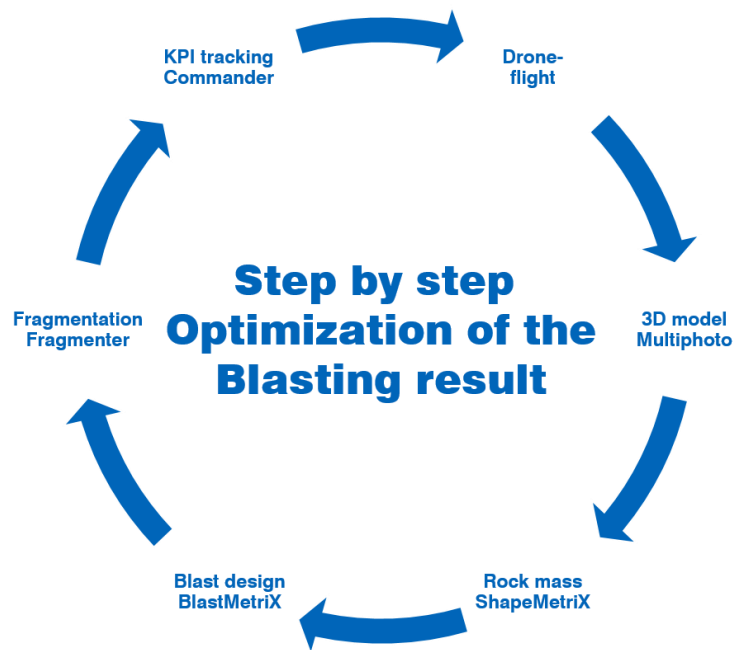 KPI tracking
Commander
Drone-
flight
Step by step
Optimization of the
Blasting result
Fragmentation
Fragmenter
3D model
Multiphoto
Blast design
BlastMetriX
Rock mass
ShapeMetriX